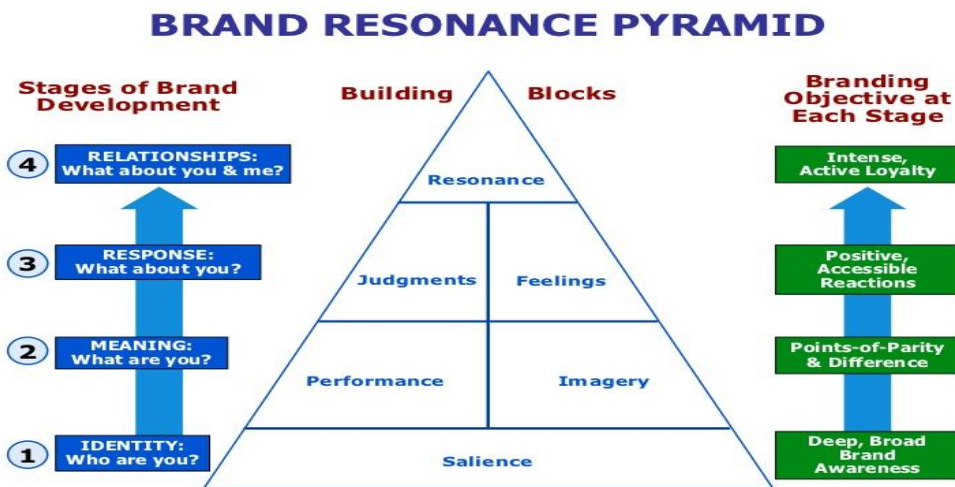 BRAND RESONANCE PYRAMID
Stages of Brand
Development
Building Blocks
Branding
Objective at
Each Stage
4
RELATIONSHIPS:
What about you & me?
Resonance
Intense,
Active Loyalty
3
RESPONSE:
What about you?
Judgments
Feelings
Positive,
Accessible
Reactions
2
MEANING:
What are you?
Performance
Imagery
Points-of-Parity
& Difference
1
IDENTITY:
Who are you?
Salience
Deep, Broad
Brand
Awareness